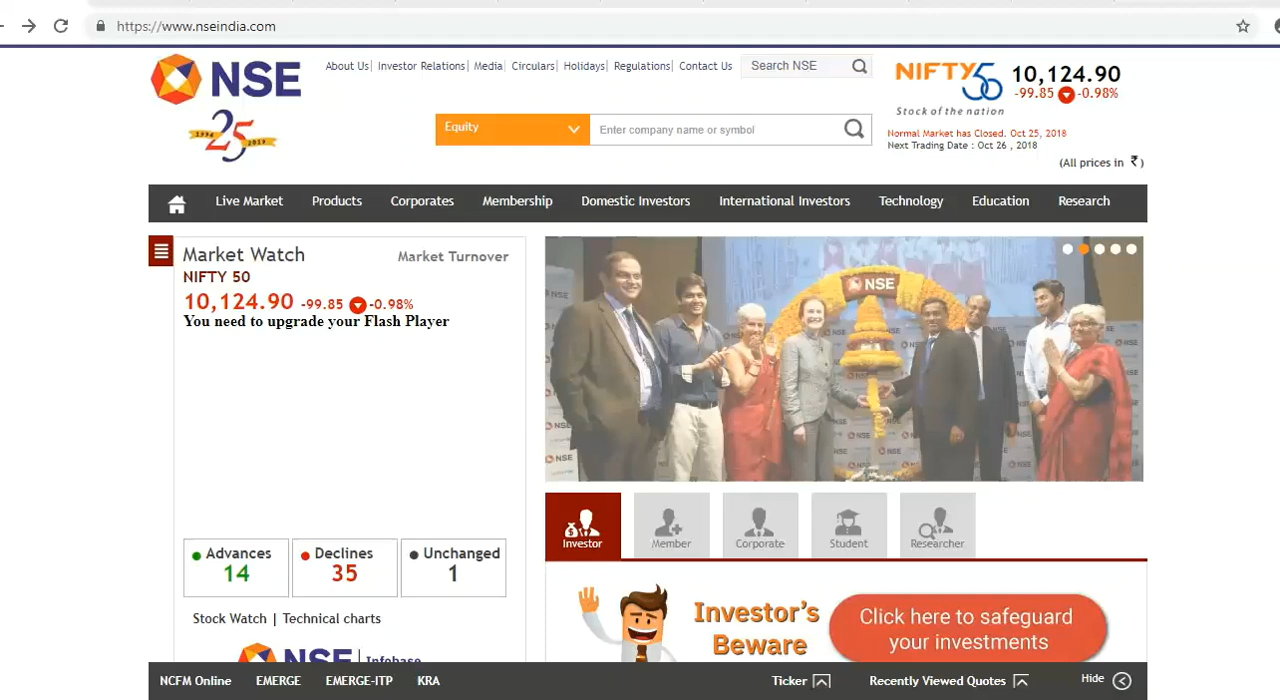 https://www.nseindia.com
NSE
1994 25 2019
About Us| Investor Relations| Media| Circulars| Holidays| Regulations| Contact Us
Search NSE
Equity
Enter company name or symbol
NIFTY50
Stock of the nation
10,124.90
-99.85 -0.98%
Normal Market has Closed. Oct 25, 2018
Next Trading Date : Oct 26 , 2018
(All prices in ₹)
Live Market Products Corporates Membership Domestic Investors International Investors Technology Education Research
Market Watch
Market Turnover
NIFTY 50
10,124.90 -99.85 -0.98%
You need to upgrade your Flash Player
Advances
14
Declines
35
Unchanged
1
Stock Watch | Technical charts
NSE Infobase
NSE
Investor
Member
Corporate
Student
Researcher
Investor's
Beware
Click here to safeguard
your investments
NCFM Online EMERGE EMERGE-ITP KRA
Ticker Recently Viewed Quotes Hide